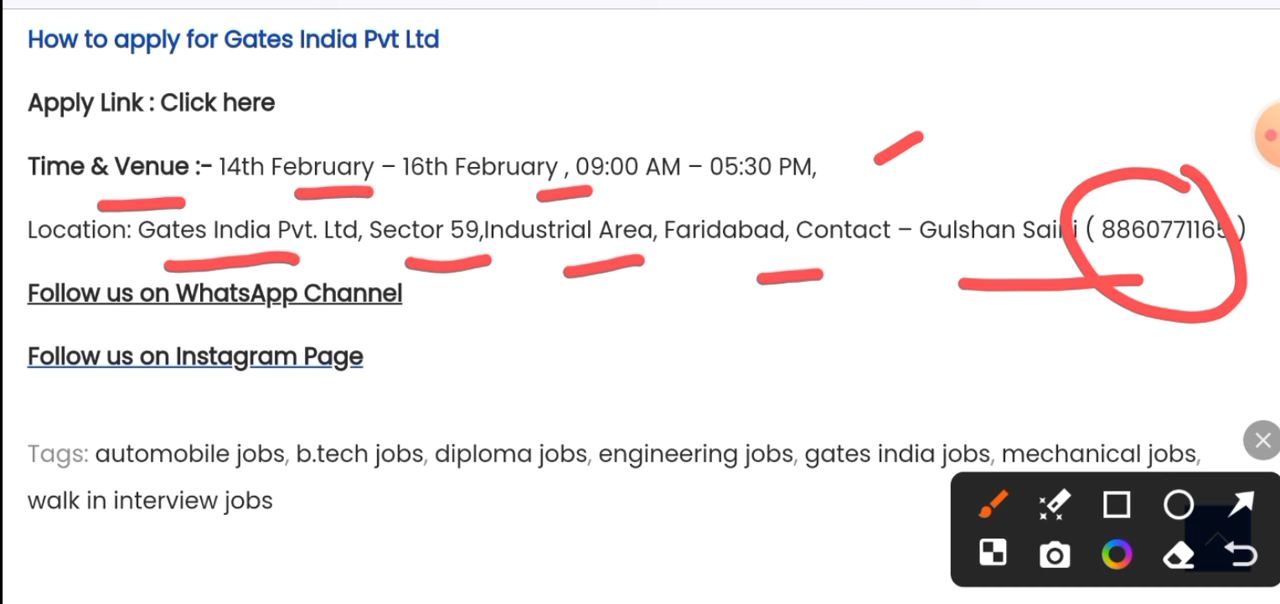 How to apply for Gates India Pvt Ltd
Apply Link : Click here
Time & Venue :- 14th February – 16th February , 09:00 AM – 05:30 PM,
Location: Gates India Pvt. Ltd, Sector 59,Industrial Area, Faridabad, Contact – Gulshan Saini ( 8860771165 )
Follow us on WhatsApp Channel
Follow us on Instagram Page
Tags: automobile jobs, b.tech jobs, diploma jobs, engineering jobs, gates india jobs, mechanical jobs,
walk in interview jobs